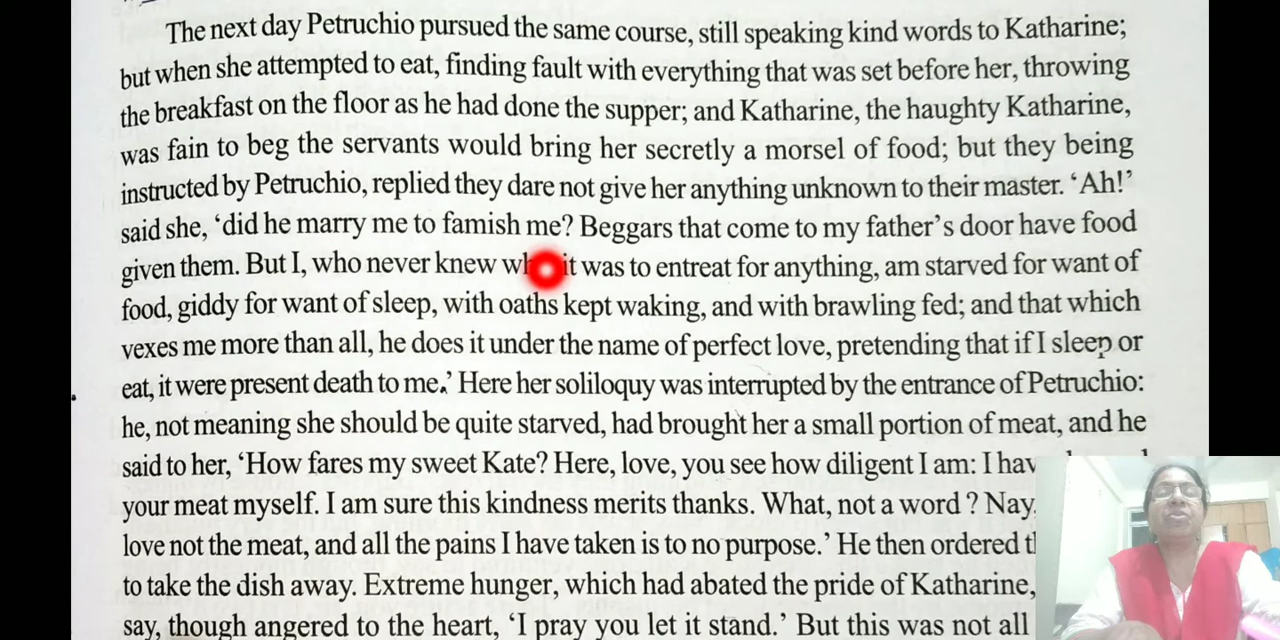 The next day Petruchio pursued the same course, still speaking kind words to Katharine;
but when she attempted to eat, finding fault with everything that was set before her, throwing
the breakfast on the floor as he had done the supper; and Katharine, the haughty Katharine,
was fain to beg the servants would bring her secretly a morsel of food; but they being
instructed by Petruchio, replied they dare not give her anything unknown to their master. ‘Ah!’
said she, ‘did he marry me to famish me? Beggars that come to my father’s door have food
given them. But I, who never knew it was to entreat for anything, am starved for want of
food, giddy for want of sleep, with oaths kept waking, and with brawling fed; and that which
vexes me more than all, he does it under the name of perfect love, pretending that if I sleep or
eat, it were present death to me.’ Here her soliloquy was interrupted by the entrance of Petruchio:
he, not meaning she should be quite starved, had brought her a small portion of meat, and he
said to her, ‘How fares my sweet Kate? Here, love, you see how diligent I am: I
your meat myself. I am sure this kindness merits thanks. What, not a word ? Nay
love not the meat, and all the pains I have taken is to no purpose.’ He then ordered
to take the dish away. Extreme hunger, which had abated the pride of Katharine,
say, though angered to the heart, ‘I pray you let it stand.’ But this was not all